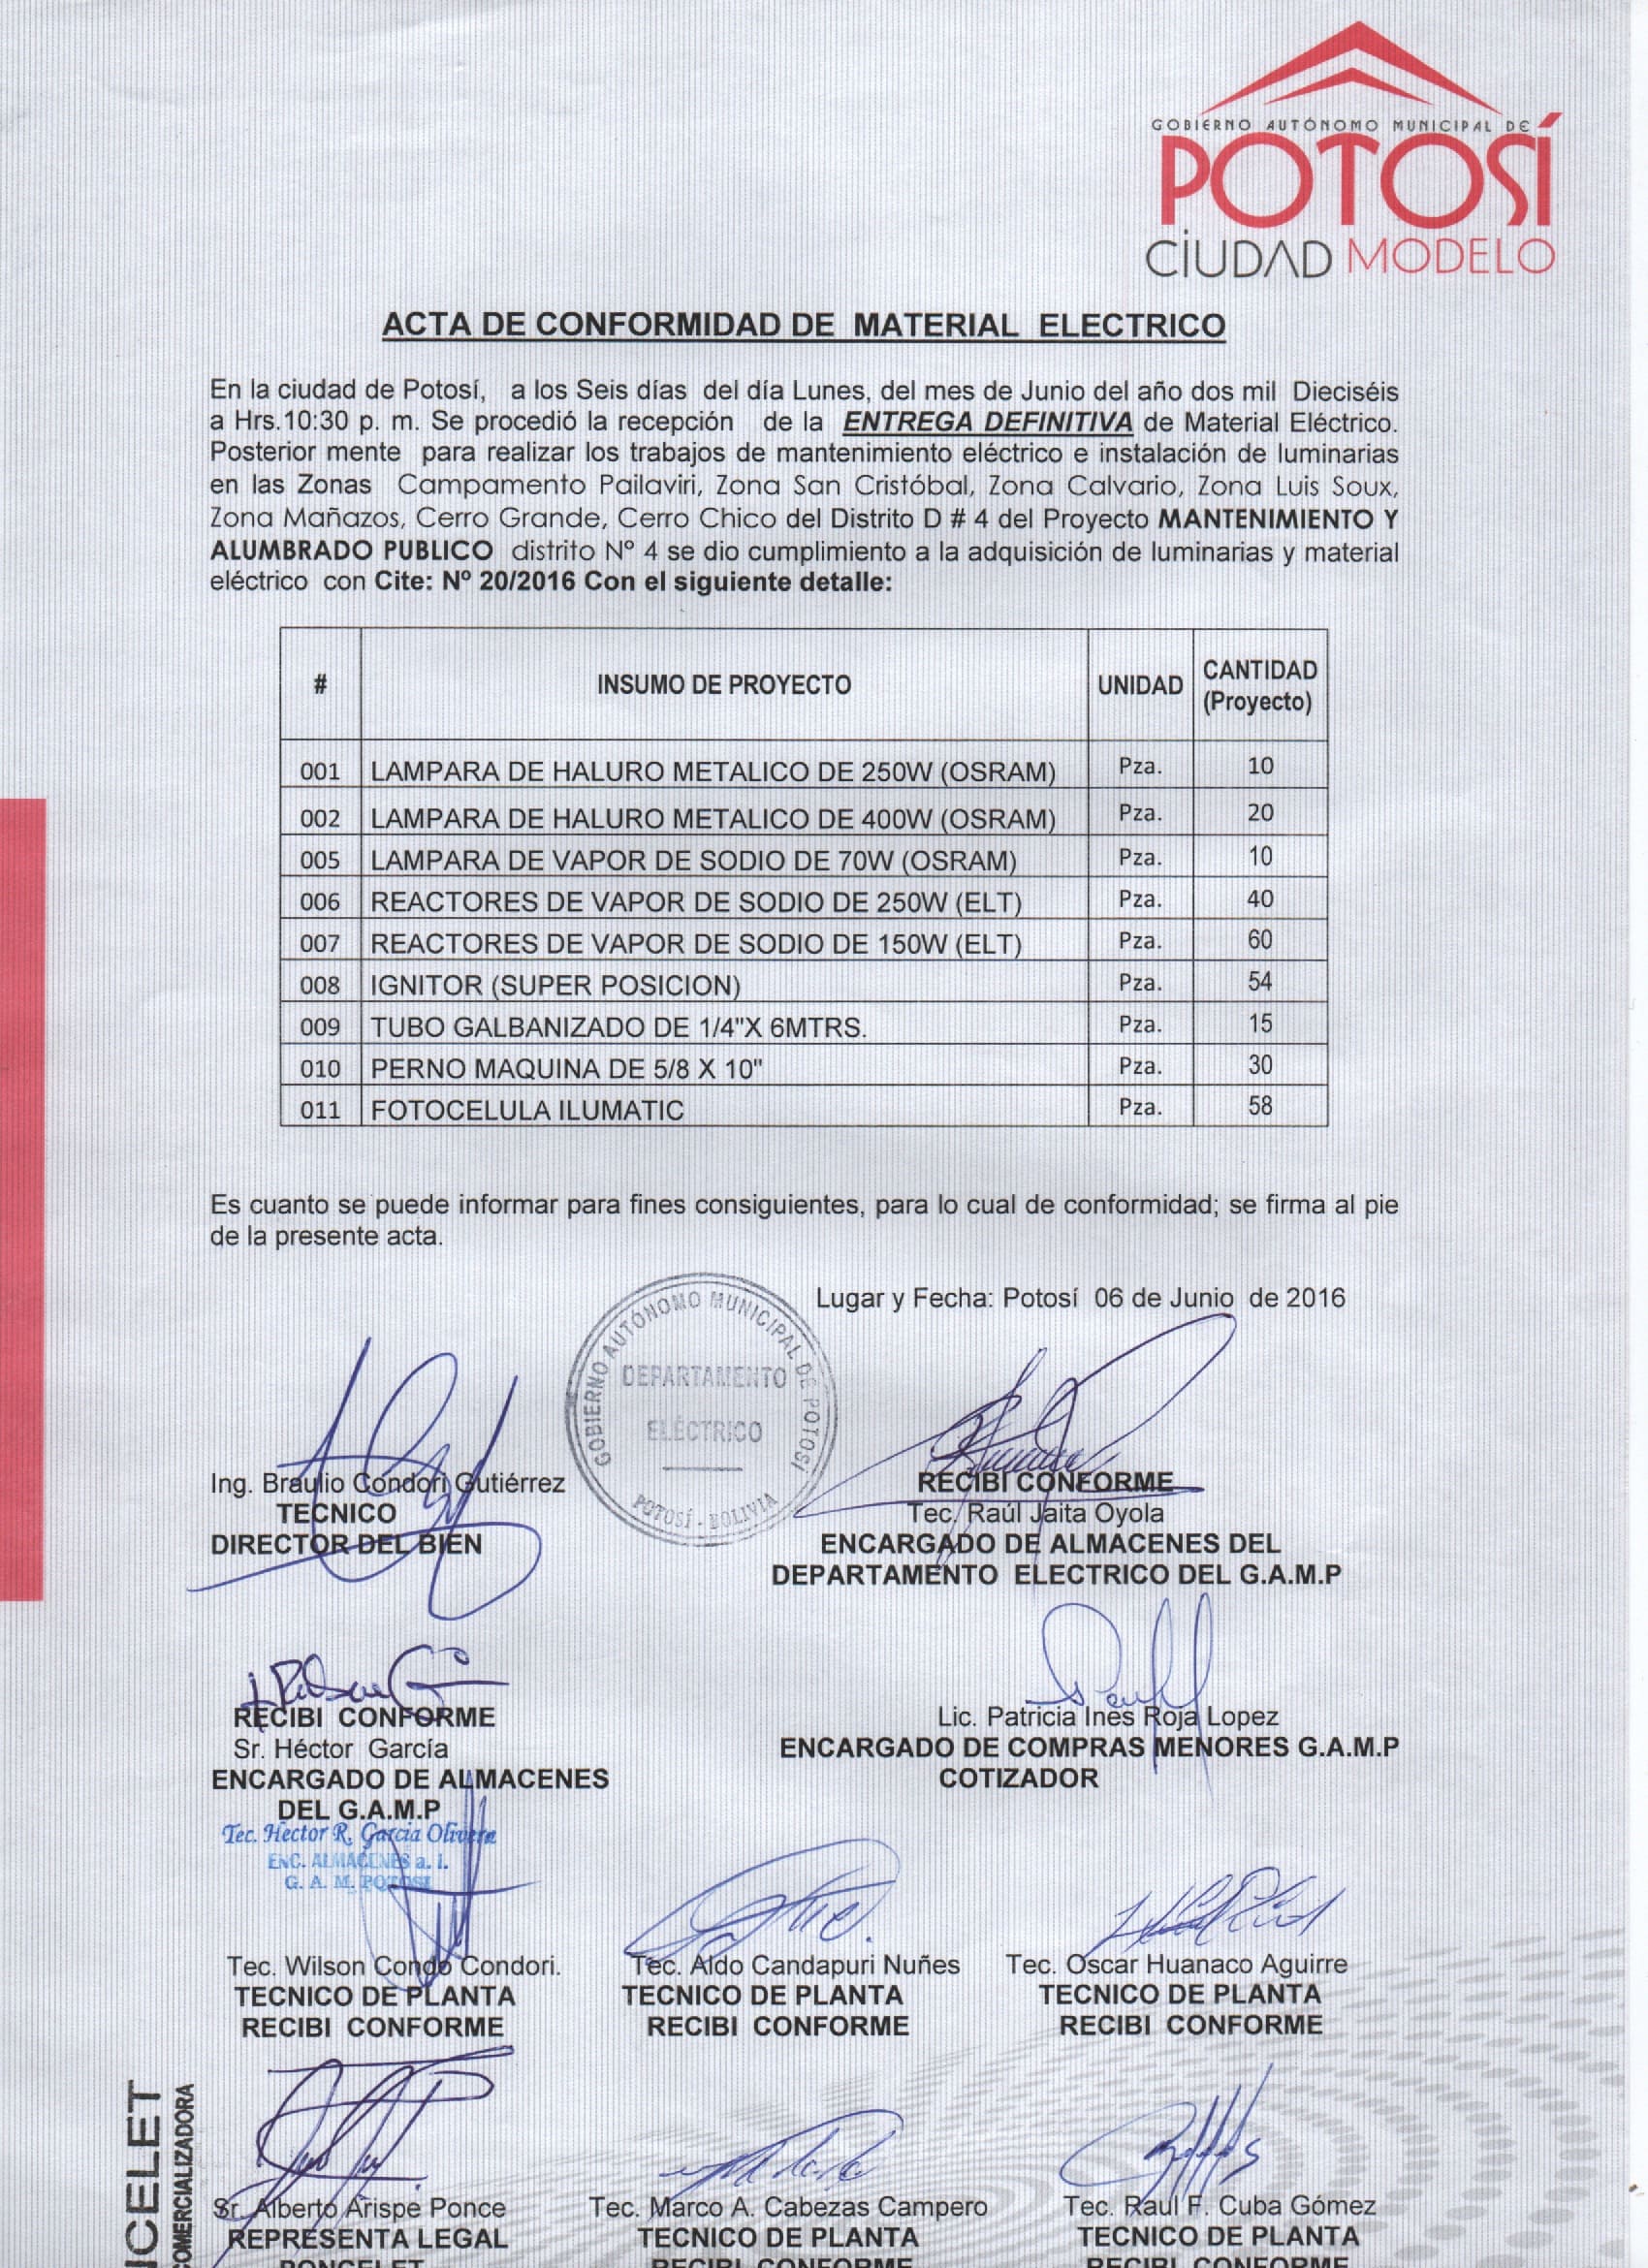 GOBIERNO AUTÓNOMO MUNICIPAL DE
POTOSÍ
CIUDAD MODELO
ACTA DE CONFORMIDAD DE MATERIAL ELECTRICO
En la ciudad de Potosí, a los Seis días del día Lunes, del mes de Junio del año dos mil Dieciséis
a Hrs.10:30 p. m. Se procedió la recepción de la ENTREGA DEFINITIVA de Material Eléctrico.
Posterior mente para realizar los trabajos de mantenimiento eléctrico e instalación de luminarias
en las Zonas Campamento Pailaviri, Zona San Cristóbal, Zona Calvario, Zona Luis Soux,
Zona Mañazos, Cerro Grande, Cerro Chico del Distrito D # 4 del Proyecto MANTENIMIENTO Y
ALUMBRADO PUBLICO distrito Nº 4 se dio cumplimiento a la adquisición de luminarias y material
eléctrico con Cite: Nº 20/2016 Con el siguiente detalle:
# INSUMO DE PROYECTO UNIDAD CANTIDAD (Proyecto)
001 LAMPARA DE HALURO METALICO DE 250W (OSRAM) Pza. 10
002 LAMPARA DE HALURO METALICO DE 400W (OSRAM) Pza. 20
005 LAMPARA DE VAPOR DE SODIO DE 70W (OSRAM) Pza. 10
006 REACTORES DE VAPOR DE SODIO DE 250W (ELT) Pza. 40
007 REACTORES DE VAPOR DE SODIO DE 150W (ELT) Pza. 60
008 IGNITOR (SUPER POSICION) Pza. 54
009 TUBO GALBANIZADO DE 1/4"X 6MTRS. Pza. 15
010 PERNO MAQUINA DE 5/8 X 10" Pza. 30
011 FOTOCELULA ILUMATIC Pza. 58
Es cuanto se puede informar para fines consiguientes, para lo cual de conformidad; se firma al pie
de la presente acta.
Lugar y Fecha: Potosí 06 de Junio de 2016
GOBIERNO AUTÓNOMO MUNICIPAL DE POTOSÍ
DEPARTAMENTO
ELÉCTRICO
POTOSÍ - BOLIVIA
Ing. Braulio Condori Gutiérrez
TECNICO
DIRECTOR DEL BIEN
RECIBI CONFORME
Tec. Raúl Jaita Oyola
ENCARGADO DE ALMACENES DEL
DEPARTAMENTO ELECTRICO DEL G.A.M.P
RECIBI CONFORME
Sr. Héctor García
ENCARGADO DE ALMACENES
DEL G.A.M.P
Tec. Hector R. Garcia Olivera
ENC. ALMACENES a. i.
G. A. M. POTOSI
Lic. Patricia Ines Roja Lopez
ENCARGADO DE COMPRAS MENORES G.A.M.P
COTIZADOR
Tec. Wilson Condo Condori.
TECNICO DE PLANTA
RECIBI CONFORME
Tec. Aldo Candapuri Nuñes
TECNICO DE PLANTA
RECIBI CONFORME
Tec. Oscar Huanaco Aguirre
TECNICO DE PLANTA
RECIBI CONFORME
Sr. Alberto Arispe Ponce
REPRESENTA LEGAL
PONCELET
Tec. Marco A. Cabezas Campero
TECNICO DE PLANTA
RECIBI CONFORME
Tec. Raul F. Cuba Gómez
TECNICO DE PLANTA
RECIBI CONFORME
NCELET
COMERCIALIZADORA